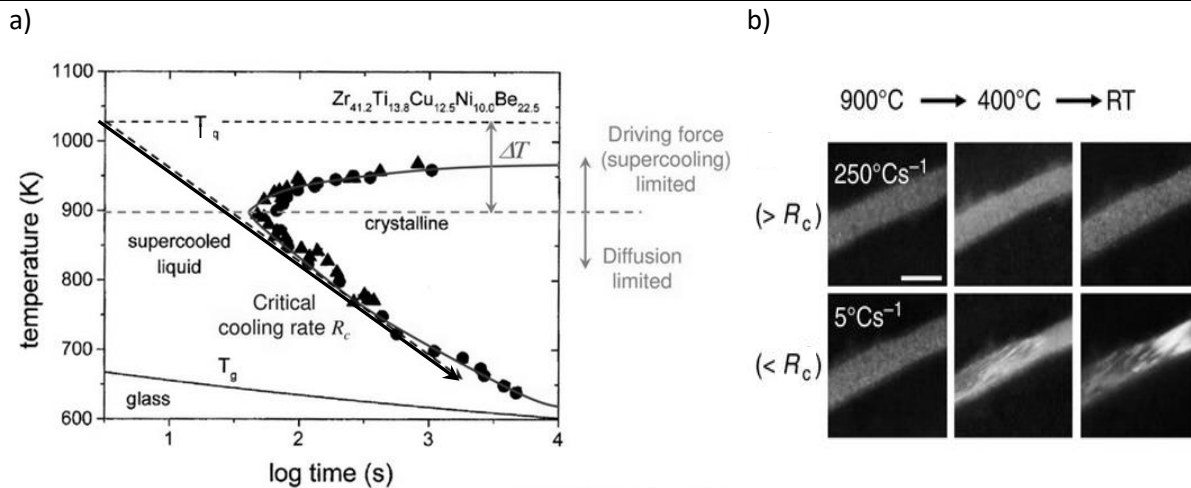 a)
1100
1000
900
800
700
600
temperature (K)
1
2
3
4
log time (s)
Zr41.2Ti13.8Cu12.5Ni10.0Be22.5
Tq
ΔT
crystalline
supercooled
liquid
Critical
cooling rate Rc
Tg
glass
Driving force
(supercooling)
limited
Diffusion
limited
b)
900°C → 400°C → RT
250°Cs⁻¹
(> Rc)
5°Cs⁻¹
(< Rc)